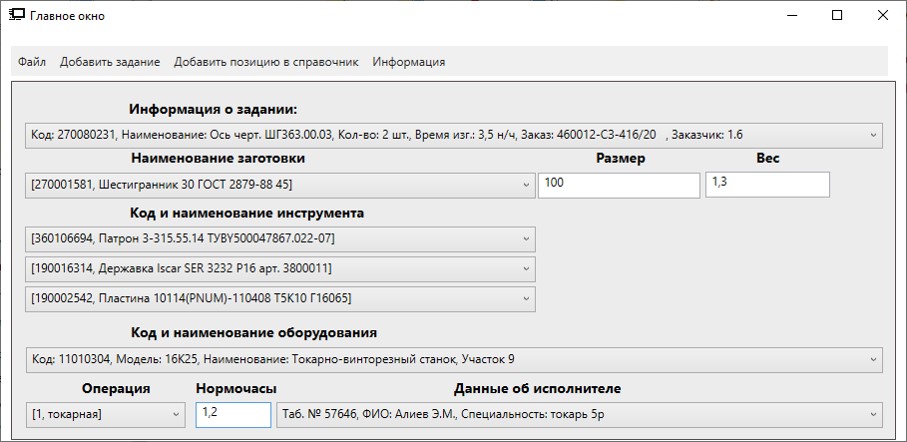 Главное окно
Файл Добавить задание Добавить позицию в справочник Информация
Информация о задании:
Код: 270080231, Наименование: Ось черт. ШГ363.00.03, Кол-во: 2 шт., Время изг.: 3,5 н/ч, Заказ: 460012-СЗ-416/20 , Заказчик: 1.6
Наименование заготовки Размер Вес
[270001581, Шестигранник 30 ГОСТ 2879-88 45] 100 1,3
Код и наименование инструмента
[360106694, Патрон 3-315.55.14 ТУВУ500047867.022-07]
[190016314, Державка Iscar SER 3232 P16 арт. 3800011]
[190002542, Пластина 10114(PNUM)-110408 Т5К10 Г16065]
Код и наименование оборудования
Код: 11010304, Модель: 16К25, Наименование: Токарно-винторезный станок, Участок 9
Операция Нормочасы Данные об исполнителе
[1, токарная] 1,2 Таб. № 57646, ФИО: Алиев Э.М., Специальность: токарь 5р